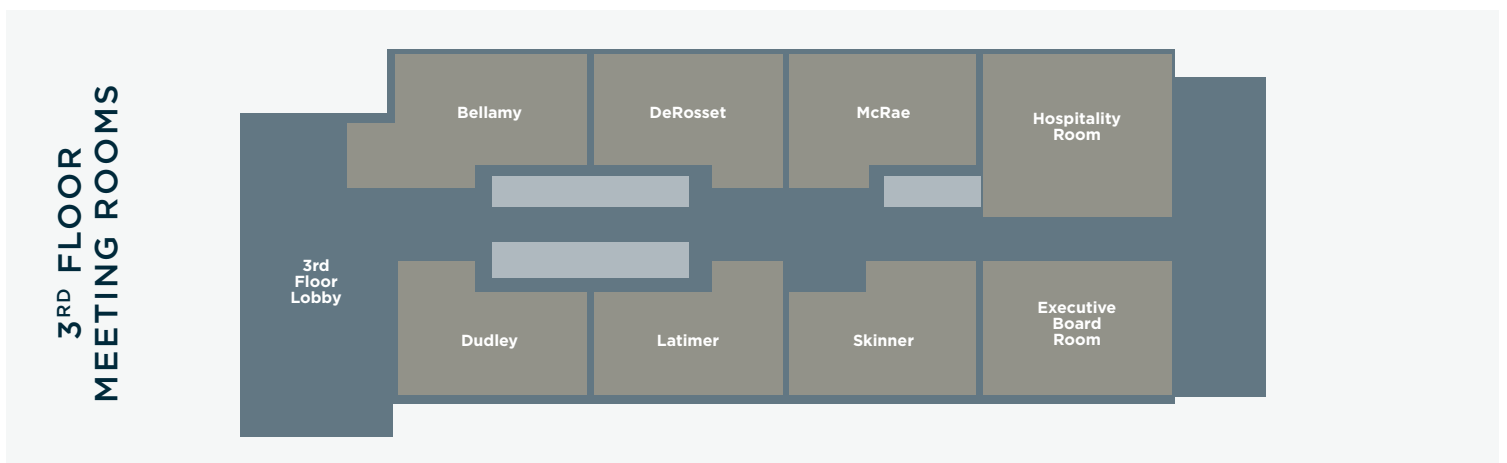 3RD FLOOR
MEETING ROOMS
Bellamy
DeRosset
McRae
Hospitality
Room
3rd
Floor
Lobby
Dudley
Latimer
Skinner
Executive
Board
Room